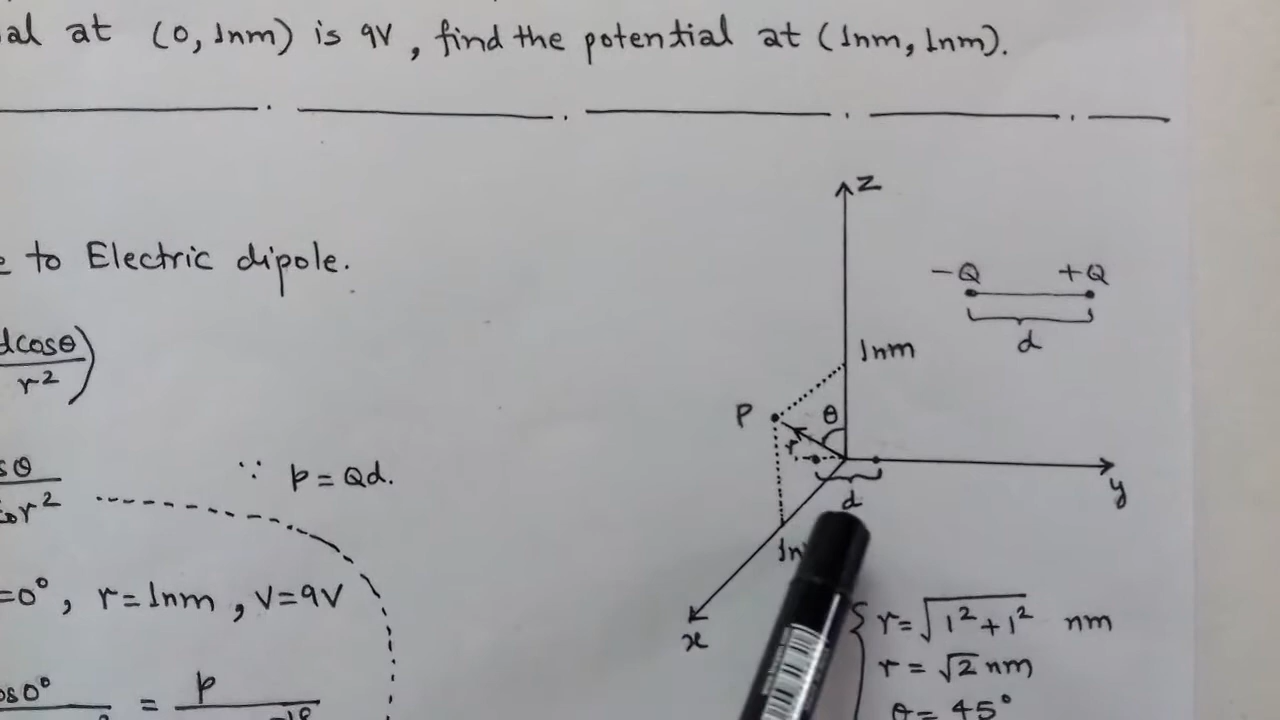 al at (0, 1nm) is 9V, find the potential at (1nm, 1nm).
to Electric dipole.
dcosθ
r²
∵ p = Qd.
=0°, r=1nm, V=9V
= p
z
-Q +Q
d
1nm
P
θ
r
y
d
x
r=√1²+1² nm
r = √2 nm
θ= 45°